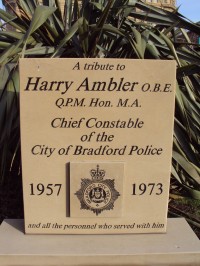 A tribute to
Harry Ambler O.B.E.
Q.P.M. Hon. M.A.
Chief Constable
of the
City of Bradford Police
1957 1973
and all the personnel who served with him